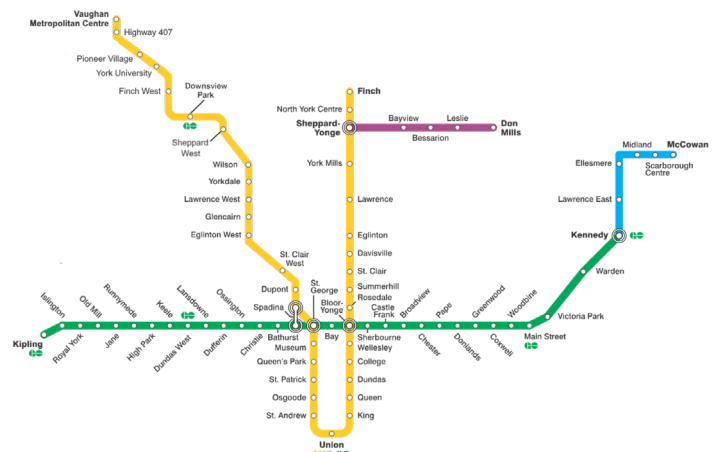 Vaughan
Metropolitan Centre
Highway 407
Pioneer Village
York University
Finch West
Downsview
Park
Sheppard
West
Wilson
Yorkdale
Lawrence West
Glencairn
Eglinton West
St. Clair
West
Dupont
Spadina
St.
George
Bloor-
Yonge
Finch
North York Centre
Sheppard-
Yonge
Bayview
Bessarion
Leslie
Don
Mills
York Mills
Lawrence
Eglinton
Davisville
St. Clair
Summerhill
Rosedale
McCowan
Scarborough
Centre
Midland
Ellesmere
Lawrence East
Kennedy
Warden
Victoria Park
Main Street
Woodbine
Coxwell
Greenwood
Donlands
Pape
Chester
Broadview
Castle
Frank
Sherbourne
Bay
Bathurst
Christie
Ossington
Dufferin
Lansdowne
Dundas West
Keele
High Park
Runnymede
Jane
Old Mill
Royal York
Islington
Kipling
Museum
Queen's Park
St. Patrick
Osgoode
St. Andrew
Union
King
Queen
Dundas
College
Wellesley
GO
GO
GO
GO
GO